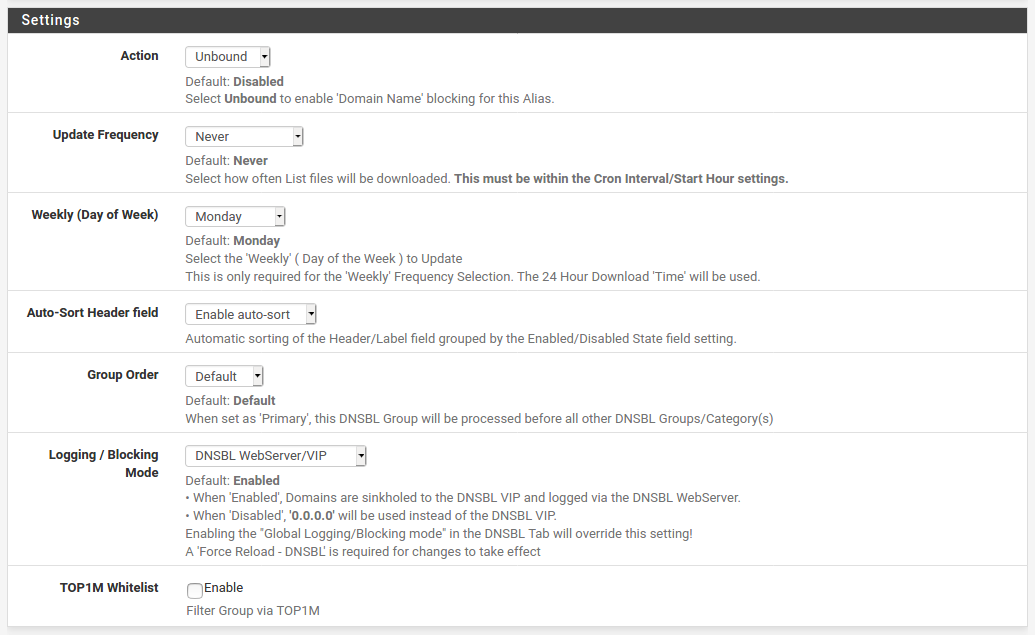 Settings
Action
Unbound
Default: Disabled
Select Unbound to enable 'Domain Name' blocking for this Alias.
Update Frequency
Never
Default: Never
Select how often List files will be downloaded. This must be within the Cron Interval/Start Hour settings.
Weekly (Day of Week)
Monday
Default: Monday
Select the 'Weekly' ( Day of the Week ) to Update
This is only required for the 'Weekly' Frequency Selection. The 24 Hour Download 'Time' will be used.
Auto-Sort Header field
Enable auto-sort
Automatic sorting of the Header/Label field grouped by the Enabled/Disabled State field setting.
Group Order
Default
Default: Default
When set as 'Primary', this DNSBL Group will be processed before all other DNSBL Groups/Category(s)
Logging / Blocking
Mode
DNSBL WebServer/VIP
Default: Enabled
• When 'Enabled', Domains are sinkholed to the DNSBL VIP and logged via the DNSBL WebServer.
• When 'Disabled', '0.0.0.0' will be used instead of the DNSBL VIP.
Enabling the "Global Logging/Blocking mode" in the DNSBL Tab will override this setting!
A 'Force Reload - DNSBL' is required for changes to take effect
TOP1M Whitelist
Enable
Filter Group via TOP1M